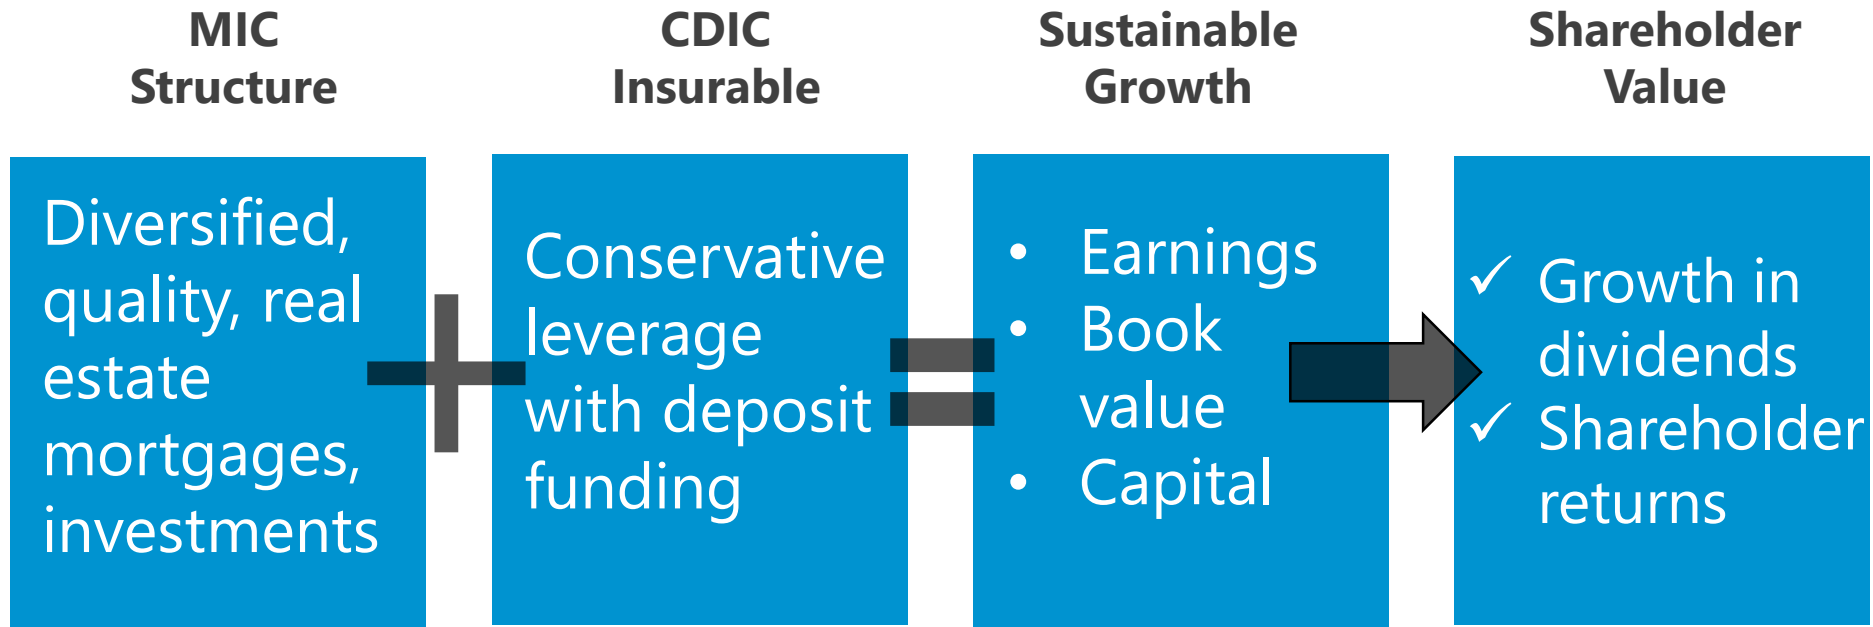 MIC
Structure
CDIC
Insurable
Sustainable
Growth
Shareholder
Value
Diversified,
quality, real
estate
mortgages,
investments
Conservative
leverage
with deposit
funding
• Earnings
• Book
value
• Capital
✓ Growth in
dividends
✓ Shareholder
returns